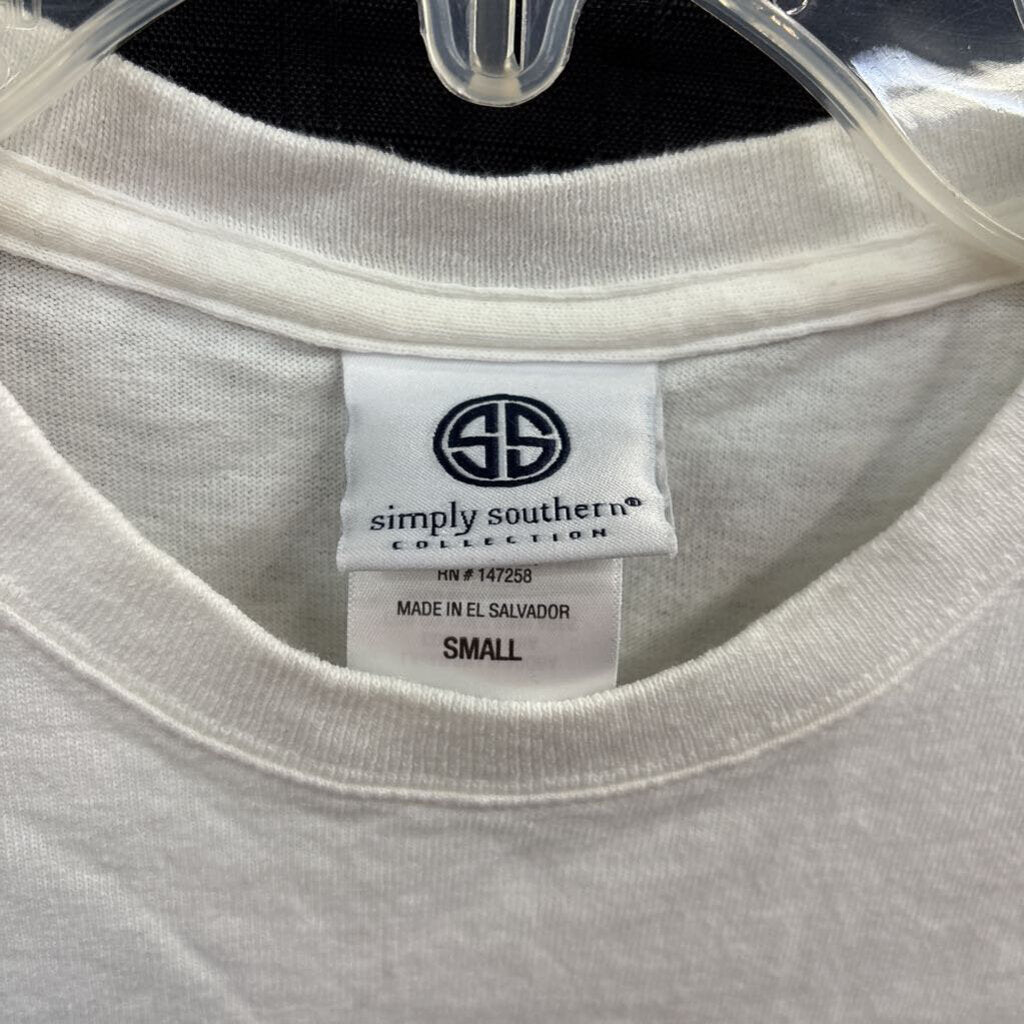 SS
simply southern®
COLLECTION
RN # 147258
MADE IN EL SALVADOR
SMALL